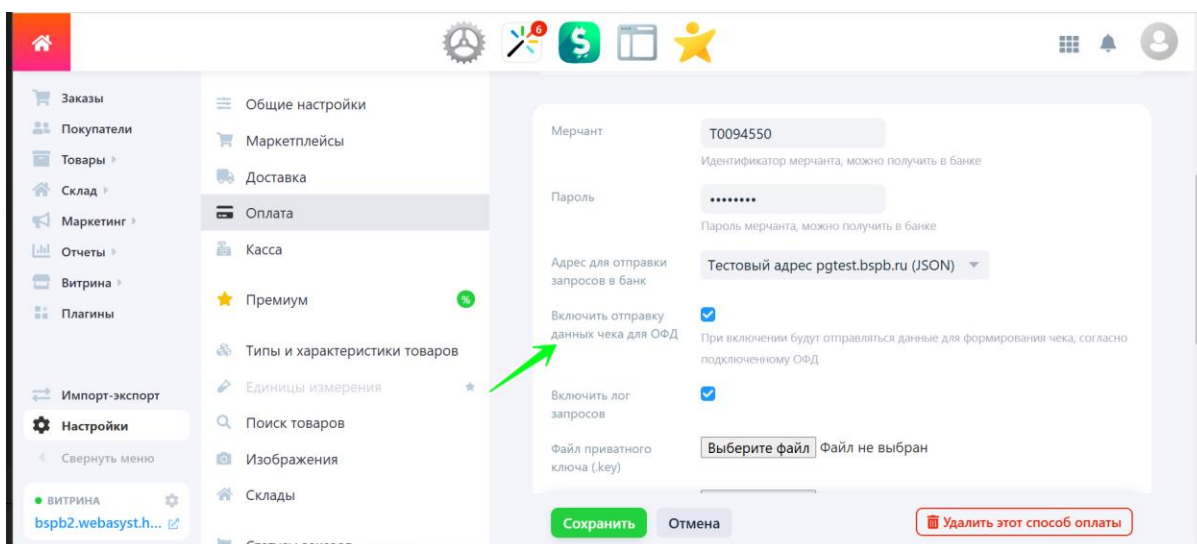 6
Заказы
Покупатели
Товары
Склад
Маркетинг
Отчеты
Витрина
Плагины
Импорт-экспорт
Настройки
Свернуть меню
ВИТРИНА
bspb2.webasyst.h...
Общие настройки
Маркетплейсы
Доставка
Оплата
Касса
Премиум
%
Типы и характеристики товаров
Единицы измерения
Поиск товаров
Изображения
Склады
Мерчант
T0094550
Идентификатор мерчанта, можно получить в банке
Пароль
••••••••
Пароль мерчанта, можно получить в банке
Адрес для отправки
запросов в банк
Тестовый адрес pgtest.bspb.ru (JSON)
Включить отправку
данных чека для ОФД
При включении будут отправляться данные для формирования чека, согласно
подключенному ОФД
Включить лог
запросов
Файл приватного
ключа (.key)
Выберите файл Файл не выбран
Сохранить
Отмена
Удалить этот способ оплаты